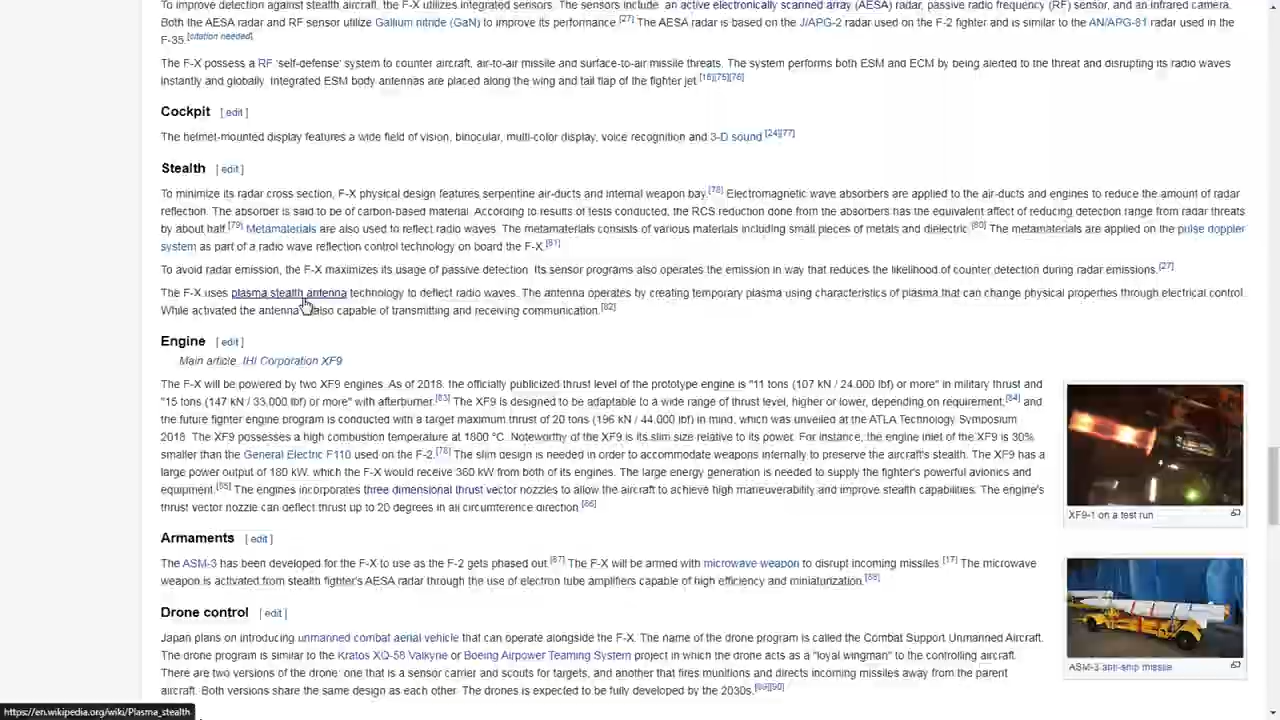 To improve detection against stealth aircraft, the F-X utilizes integrated sensors. The sensors include: an active electronically scanned array (AESA) radar, passive radio frequency (RF) sensor, and an infrared camera.
Both the AESA radar and RF sensor utilize Gallium nitride (GaN) to improve its performance.[27] The AESA radar is based on the J/APG-2 radar used on the F-2 fighter and is similar to the AN/APG-81 radar used in the
F-35.[citation needed]
The F-X possess a RF 'self-defense' system to counter aircraft, air-to-air missile and surface-to-air missile threats. The system performs both ESM and ECM by being alerted to the threat and disrupting its radio waves
instantly and globally. Integrated ESM body antennas are placed along the wing and tail flap of the fighter jet.[16][75][76]
Cockpit [ edit ]
The helmet-mounted display features a wide field of vision, binocular, multi-color display, voice recognition and 3-D sound.[24][77]
Stealth [ edit ]
To minimize its radar cross section, F-X physical design features serpentine air-ducts and internal weapon bay.[78] Electromagnetic wave absorbers are applied to the air-ducts and engines to reduce the amount of radar
reflection. The absorber is said to be of carbon-based material. According to results of tests conducted, the RCS reduction done from the absorbers has the equivalent affect of reducing detection range from radar threats
by about half.[79] Metamaterials are also used to reflect radio waves. The metamaterials consists of various materials including small pieces of metals and dielectric.[80] The metamaterials are applied on the pulse doppler
system as part of a radio wave reflection control technology on board the F-X.[81]
To avoid radar emission, the F-X maximizes its usage of passive detection. Its sensor programs also operates the emission in way that reduces the likelihood of counter detection during radar emissions.[27]
The F-X uses plasma stealth antenna technology to deflect radio waves. The antenna operates by creating temporary plasma using characteristics of plasma that can change physical properties through electrical control.
While activated the antenna also capable of transmitting and receiving communication.[82]
Engine [ edit ]
Main article: IHI Corporation XF9
The F-X will be powered by two XF9 engines. As of 2018, the officially publicized thrust level of the prototype engine is "11 tons (107 kN / 24,000 lbf) or more" in military thrust and
"15 tons (147 kN / 33,000 lbf) or more" with afterburner.[83] The XF9 is designed to be adaptable to a wide range of thrust level, higher or lower, depending on requirement,[84] and
the future fighter engine program is conducted with a target maximum thrust of 20 tons (196 kN / 44,000 lbf) in mind, which was unveiled at the ATLA Technology Symposium
2018. The XF9 possesses a high combustion temperature at 1800 °C. Noteworthy of the XF9 is its slim size relative to its power. For instance, the engine inlet of the XF9 is 30%
smaller than the General Electric F110 used on the F-2.[78] The slim design is needed in order to accommodate weapons internally to preserve the aircraft's stealth. The XF9 has a
large power output of 180 kW, which the F-X would receive 360 kW from both of its engines. The large energy generation is needed to supply the fighter's powerful avionics and
equipment.[85] The engines incorporates three dimensional thrust vector nozzles to allow the aircraft to achieve high maneuverability and improve stealth capabilities. The engine's
thrust vector nozzle can deflect thrust up to 20 degrees in all circumference direction.[86]
XF9-1 on a test run
Armaments [ edit ]
The ASM-3 has been developed for the F-X to use as the F-2 gets phased out.[87] The F-X will be armed with microwave weapon to disrupt incoming missiles.[17] The microwave
weapon is activated from stealth fighter's AESA radar through the use of electron tube amplifiers capable of high efficiency and miniaturization.[88]
ASM-3 anti-ship missile
Drone control [ edit ]
Japan plans on introducing unmanned combat aerial vehicle that can operate alongside the F-X. The name of the drone program is called the Combat Support Unmanned Aircraft.
The drone program is similar to the Kratos XQ-58 Valkyrie or Boeing Airpower Teaming System project in which the drone acts as a "loyal wingman" to the controlling aircraft.
There are two versions of the drone: one that is a sensor carrier and scouts for targets, and another that fires munitions and directs incoming missiles away from the parent
aircraft. Both versions share the same design as each other. The drones is expected to be fully developed by the 2030s.[89][90]
https://en.wikipedia.org/wiki/Plasma_stealth